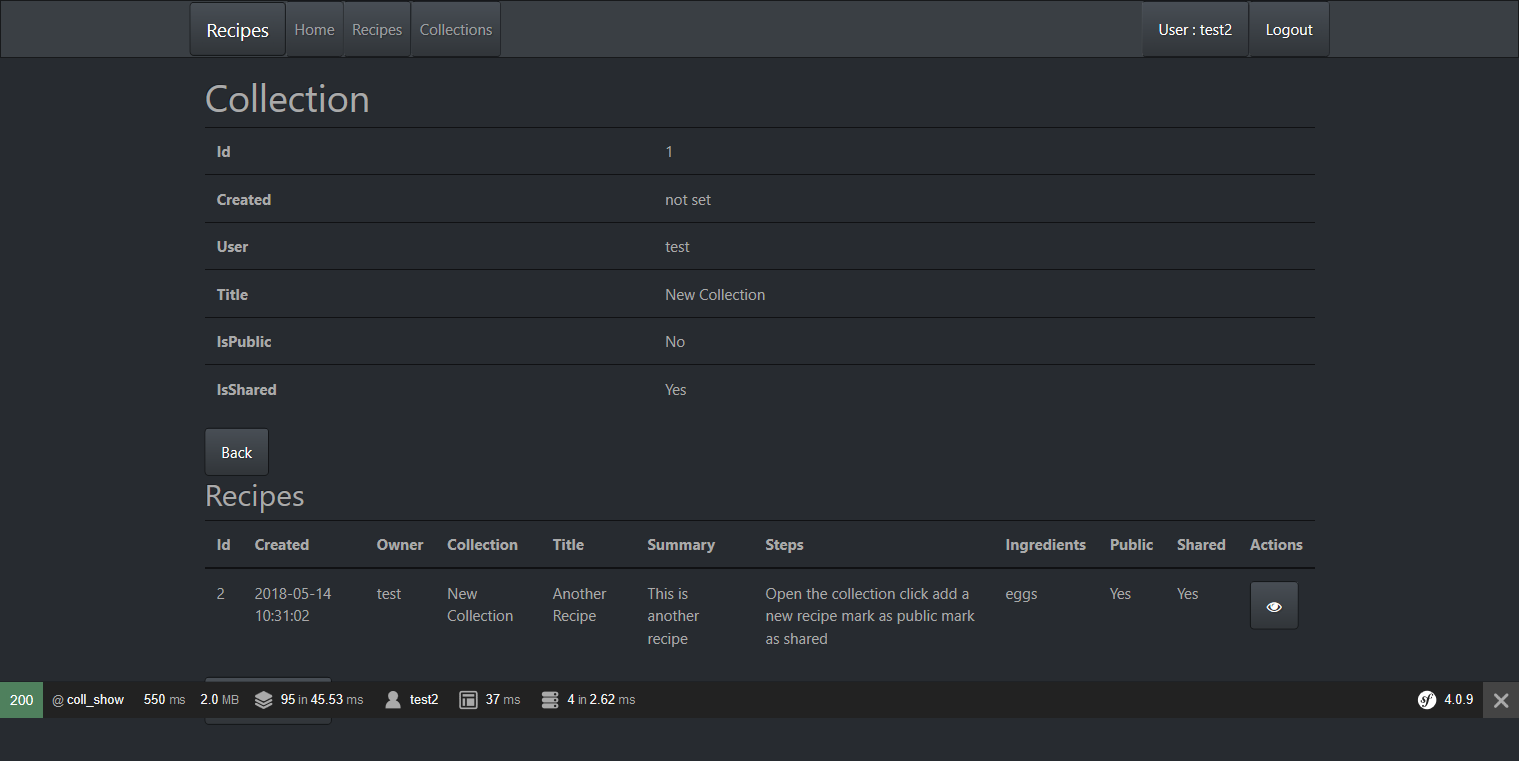 Recipes Home Recipes Collections User : test2 Logout
Collection
Id 1
Created not set
User test
Title New Collection
IsPublic No
IsShared Yes
Back
Recipes
Id Created Owner Collection Title Summary Steps Ingredients Public Shared Actions
2 2018-05-14 test New Another This is Open the collection click add a eggs Yes Yes
10:31:02 Collection Recipe another new recipe mark as public mark
recipe as shared
200 @ coll_show 550 ms 2.0 MB 95 in 45.53 ms test2 37 ms 4 in 2.62 ms sf 4.0.9